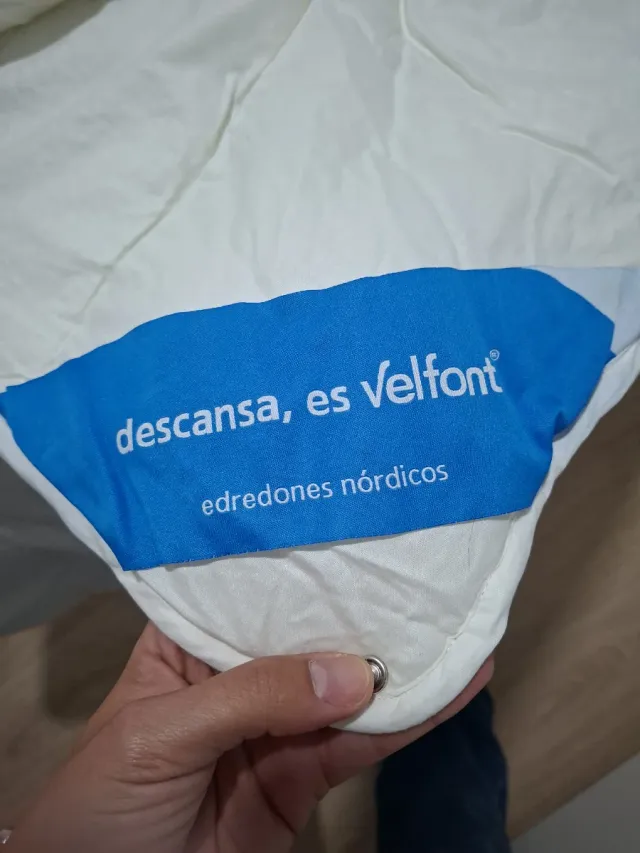 descansa, es Velfont®
edredones nórdicos